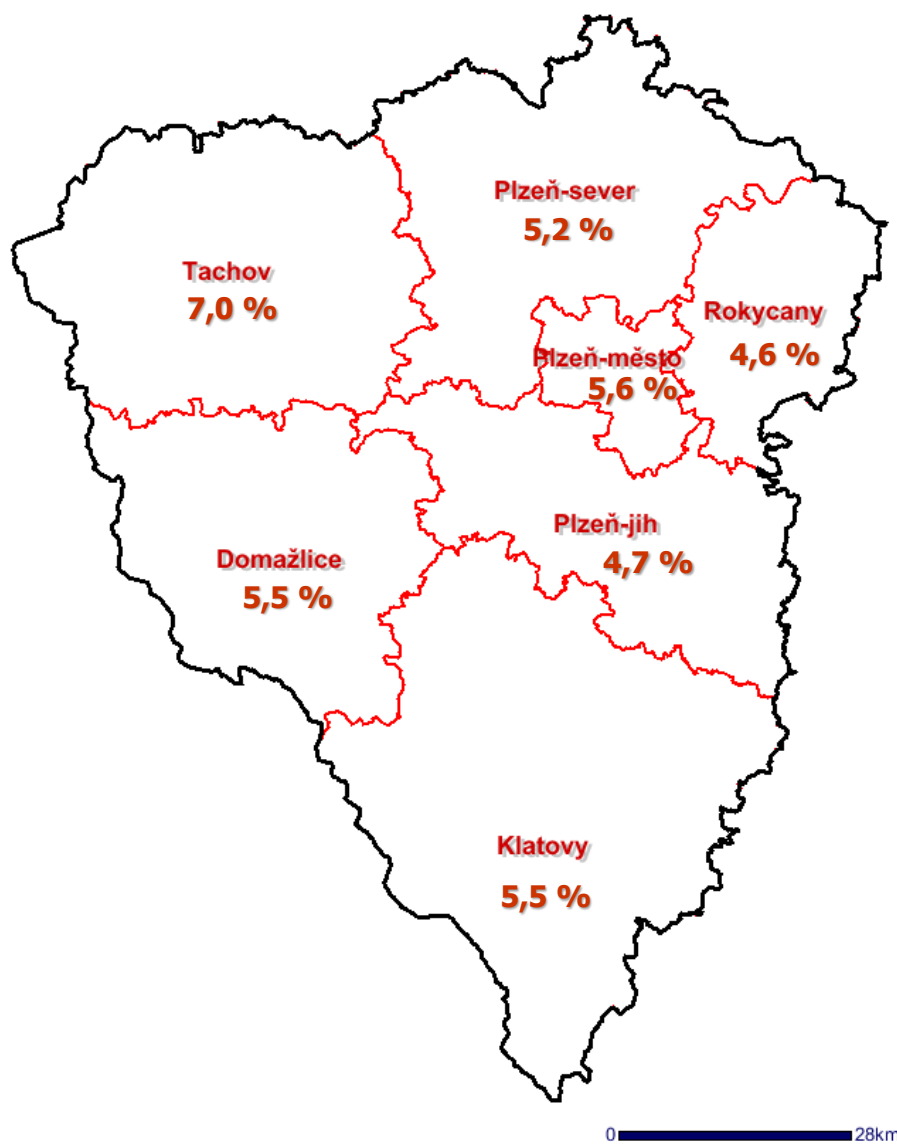 Plzeň-sever
5,2 %
Tachov
7,0 %
Rokycany
4,6 %
Plzeň-město
5,6 %
Plzeň-jih
4,7 %
Domažlice
5,5 %
Klatovy
5,5 %
0 28km